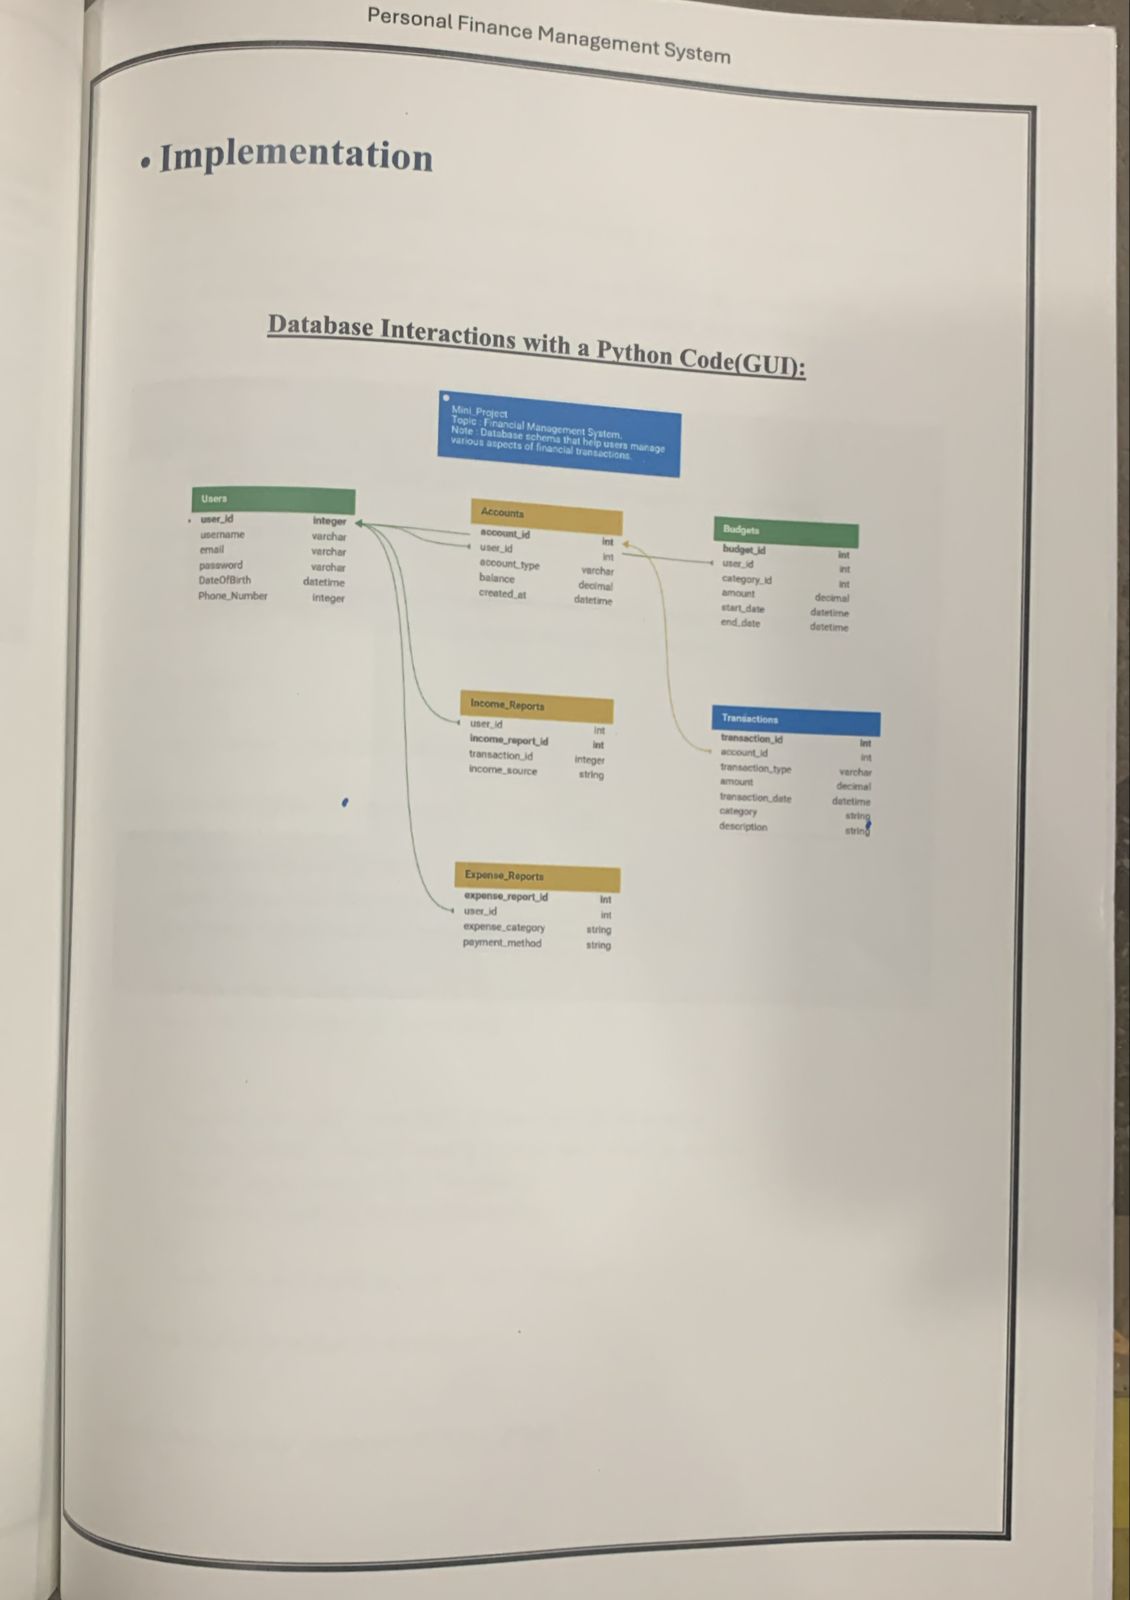 Personal Finance Management System
• Implementation
Database Interactions with a Python Code(GUI):
Mini_Project
Topic : Financial Management System.
Note : Database schema that help users manage
various aspects of financial transactions.
Users
user_id integer
username varchar
email varchar
password varchar
DateOfBirth datetime
Phone_Number integer
Accounts
account_id int
user_id int
account_type varchar
balance decimal
created_at datetime
Budgets
budget_id int
user_id int
category_id int
amount decimal
start_date datetime
end_date datetime
Income_Reports
user_id int
income_report_id int
transaction_id integer
income_source string
Transactions
transaction_id int
account_id int
transaction_type varchar
amount decimal
transaction_date datetime
category string
description string
Expense_Reports
expense_report_id int
user_id int
expense_category string
payment_method string